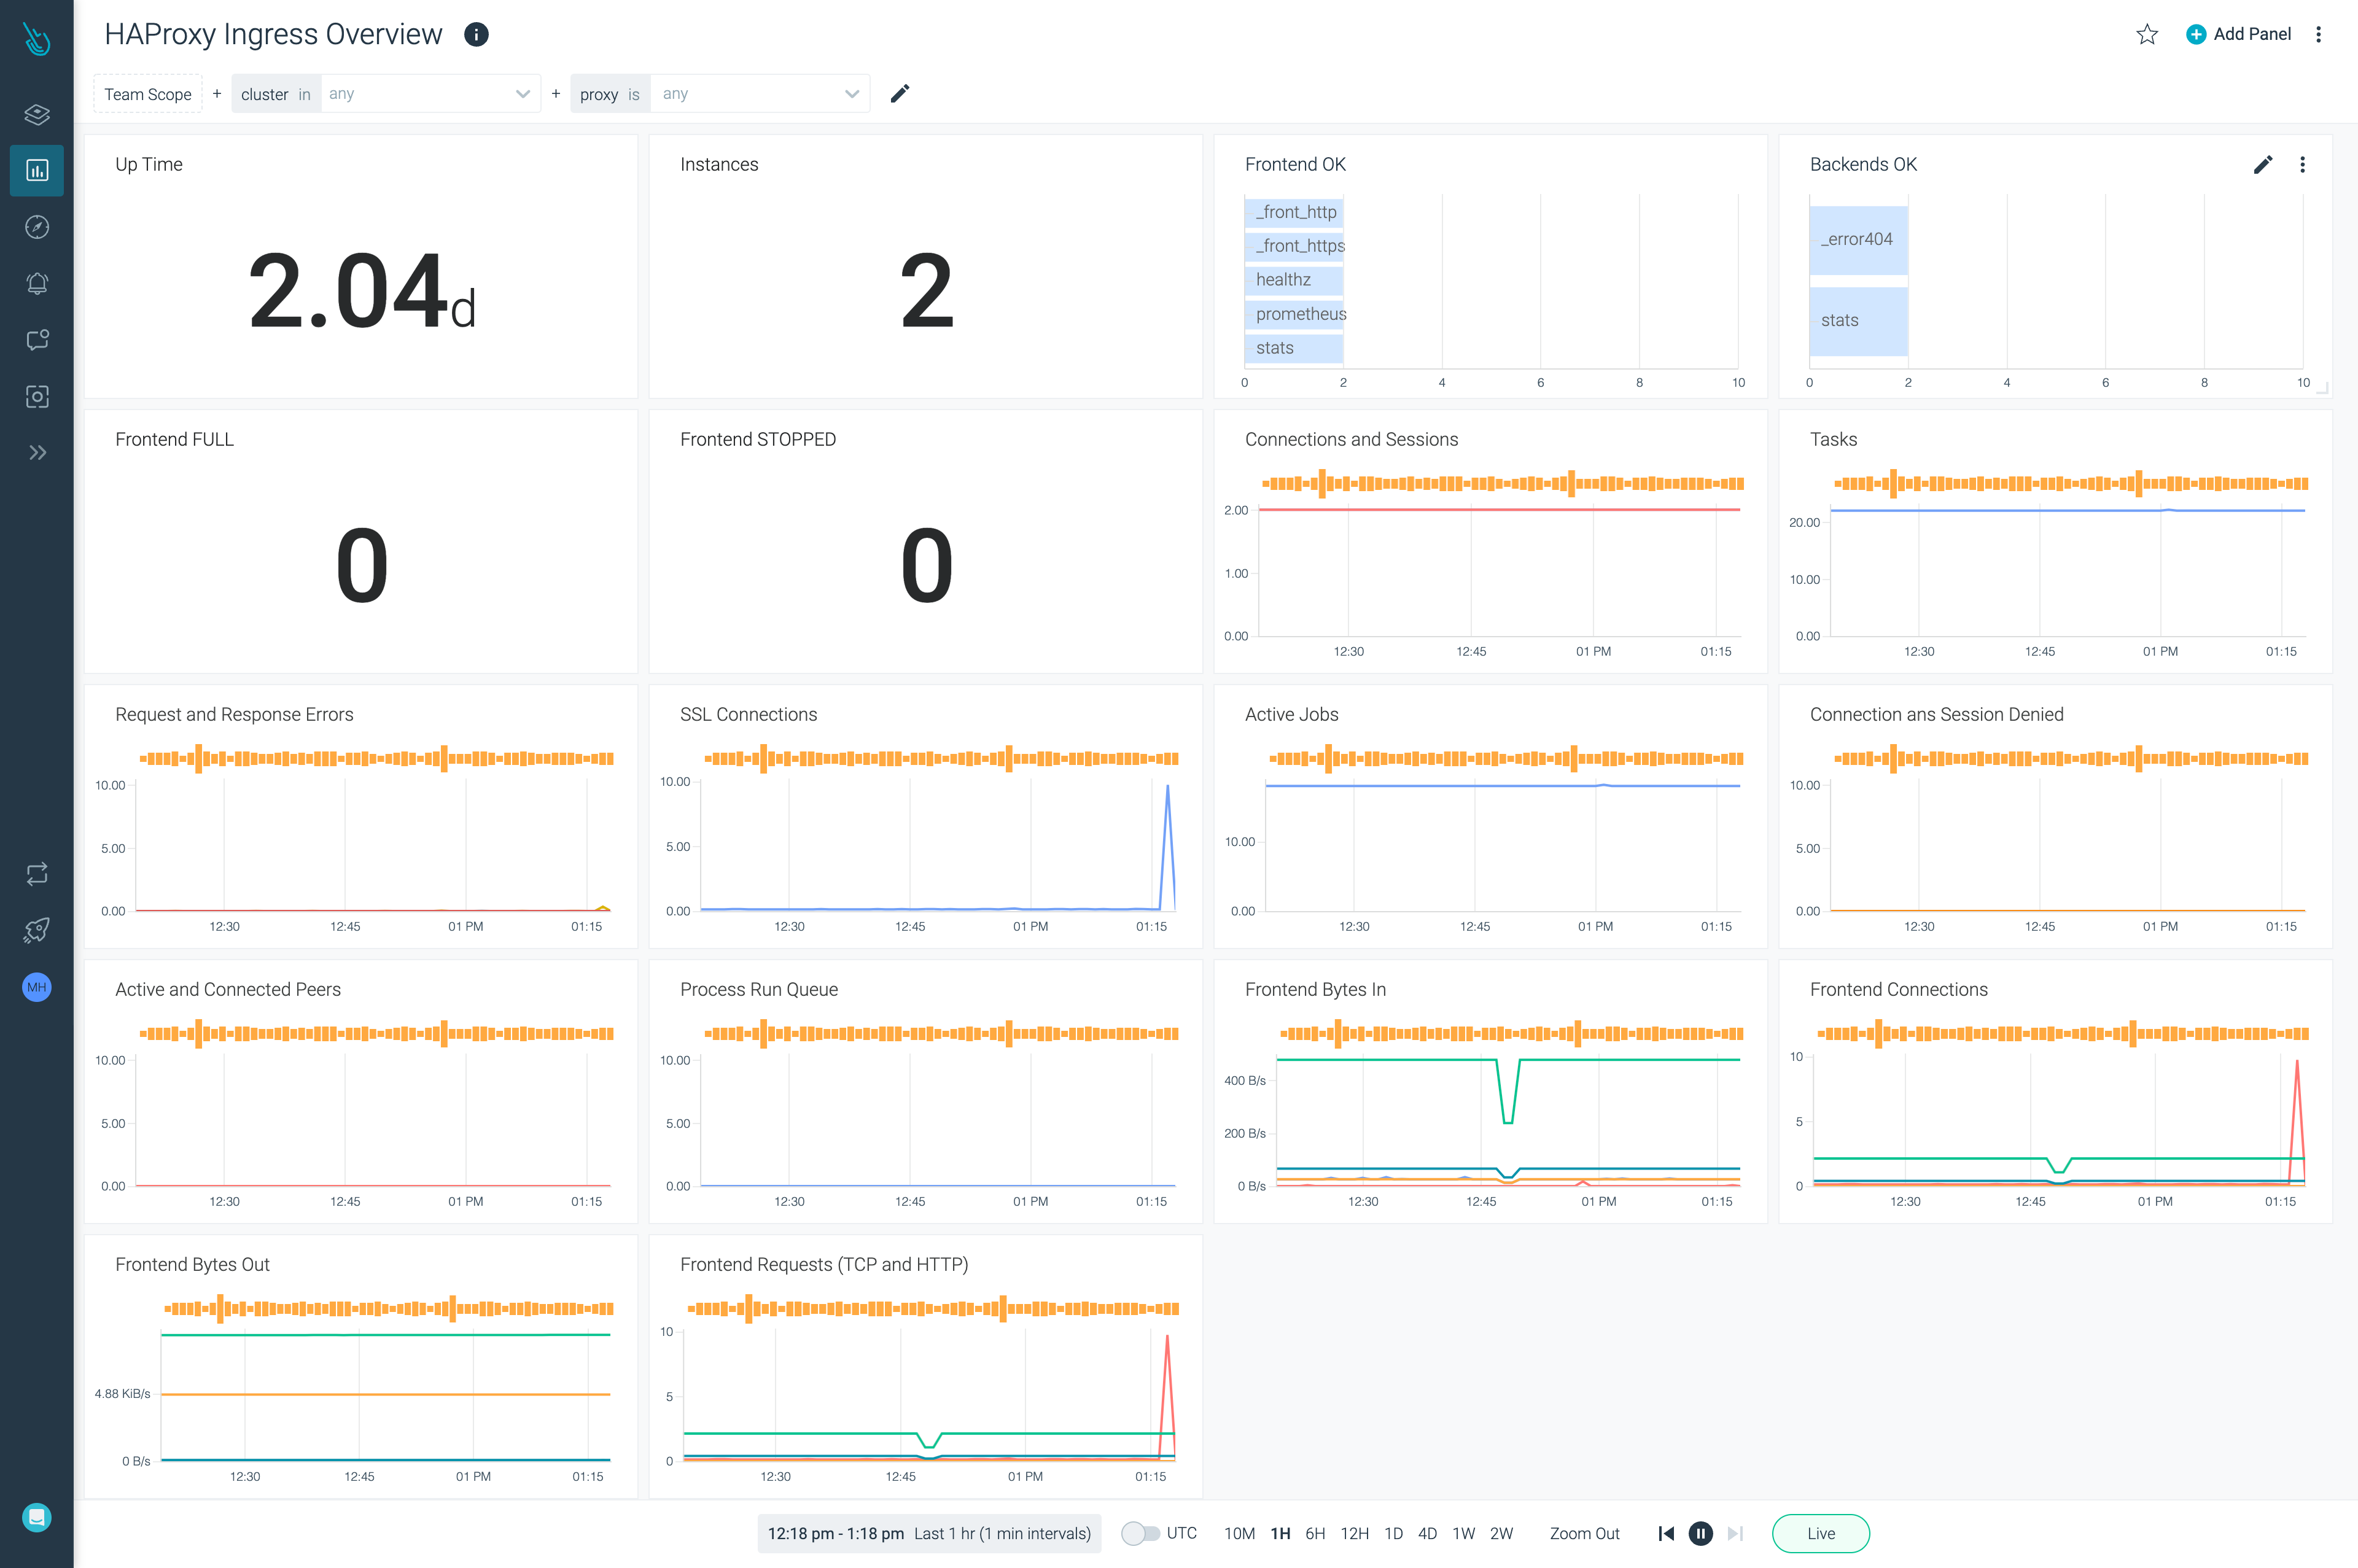 HAProxy Ingress Overview
Add Panel
Team Scope + cluster in any + proxy is any
Up Time
2.04d
Instances
2
Frontend OK
_front_http
_front_https
healthz
prometheus
stats
0 2 4 6 8 10
Backends OK
_error404
stats
0 2 4 6 8 10
Frontend FULL
0
Frontend STOPPED
0
Connections and Sessions
2.00
1.00
0.00
12:30 12:45 01 PM 01:15
Tasks
20.00
10.00
0.00
12:30 12:45 01 PM 01:15
Request and Response Errors
10.00
5.00
0.00
12:30 12:45 01 PM 01:15
SSL Connections
10.00
5.00
0.00
12:30 12:45 01 PM 01:15
Active Jobs
10.00
0.00
12:30 12:45 01 PM 01:15
Connection ans Session Denied
10.00
5.00
0.00
12:30 12:45 01 PM 01:15
MH
Active and Connected Peers
10.00
5.00
0.00
12:30 12:45 01 PM 01:15
Process Run Queue
10.00
5.00
0.00
12:30 12:45 01 PM 01:15
Frontend Bytes In
400 B/s
200 B/s
0 B/s
12:30 12:45 01 PM 01:15
Frontend Connections
10
5
0
12:30 12:45 01 PM 01:15
Frontend Bytes Out
4.88 KiB/s
0 B/s
12:30 12:45 01 PM 01:15
Frontend Requests (TCP and HTTP)
10
5
0
12:30 12:45 01 PM 01:15
12:18 pm - 1:18 pm Last 1 hr (1 min intervals) UTC 10M 1H 6H 12H 1D 4D 1W 2W Zoom Out Live